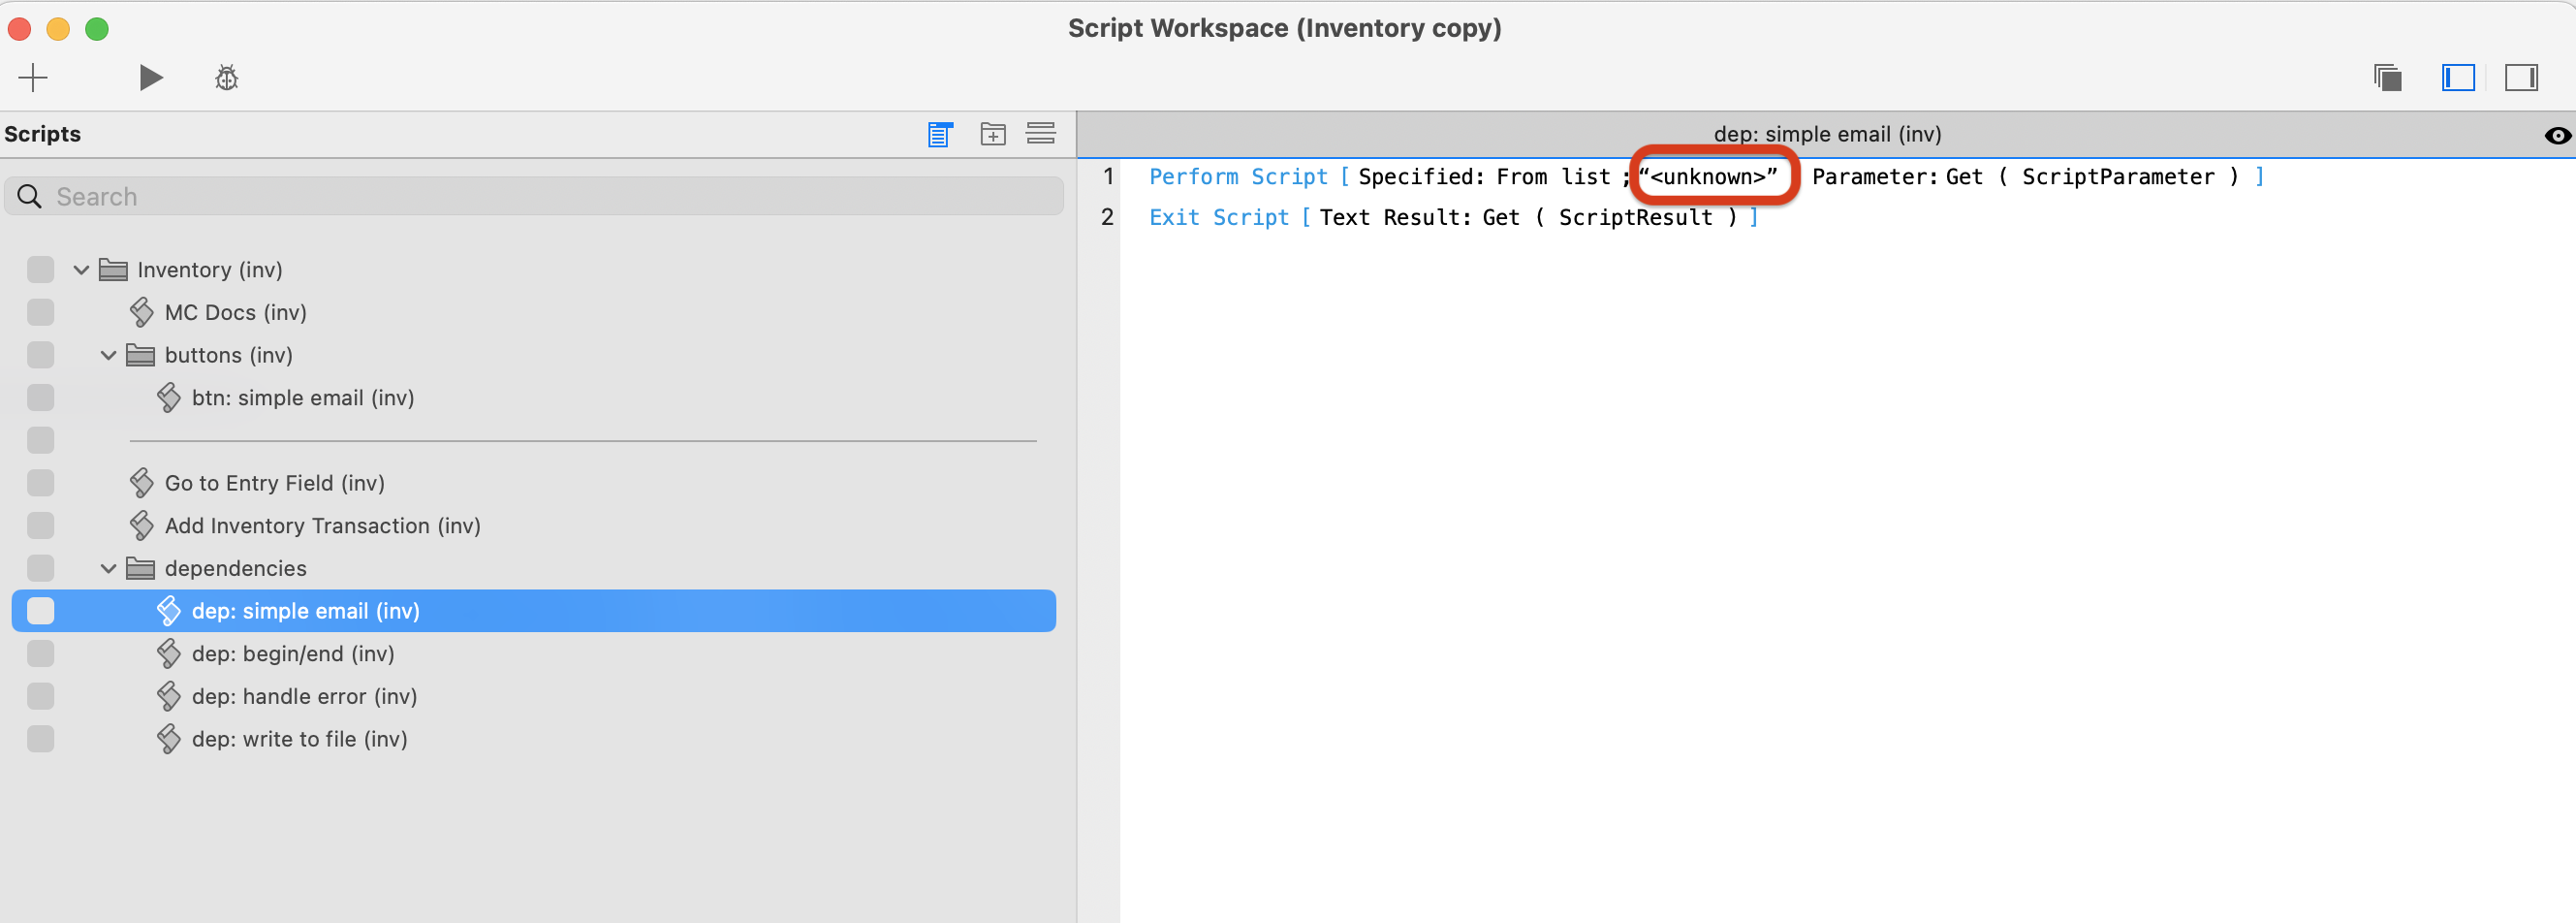 Script Workspace (Inventory copy)
Scripts
Search
Inventory (inv)
MC Docs (inv)
buttons (inv)
btn: simple email (inv)
Go to Entry Field (inv)
Add Inventory Transaction (inv)
dependencies
dep: simple email (inv)
dep: begin/end (inv)
dep: handle error (inv)
dep: write to file (inv)
dep: simple email (inv)
1 Perform Script [ Specified: From list ; “<unknown>” Parameter: Get ( ScriptParameter ) ]
2 Exit Script [ Text Result: Get ( ScriptResult ) ]